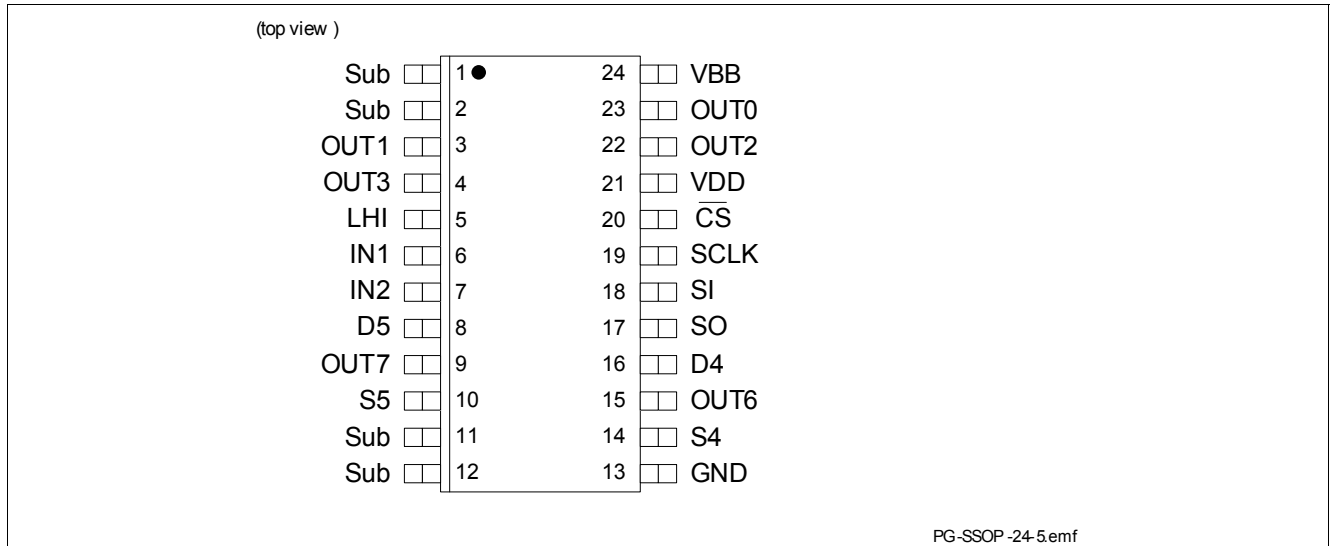 (top view )
Sub 1 24 VBB
Sub 2 23 OUT0
OUT1 3 22 OUT2
OUT3 4 21 VDD
LHI 5 20 C̅S̅
IN1 6 19 SCLK
IN2 7 18 SI
D5 8 17 SO
OUT7 9 16 D4
S5 10 15 OUT6
Sub 11 14 S4
Sub 12 13 GND
PG-SSOP -24-5.emf